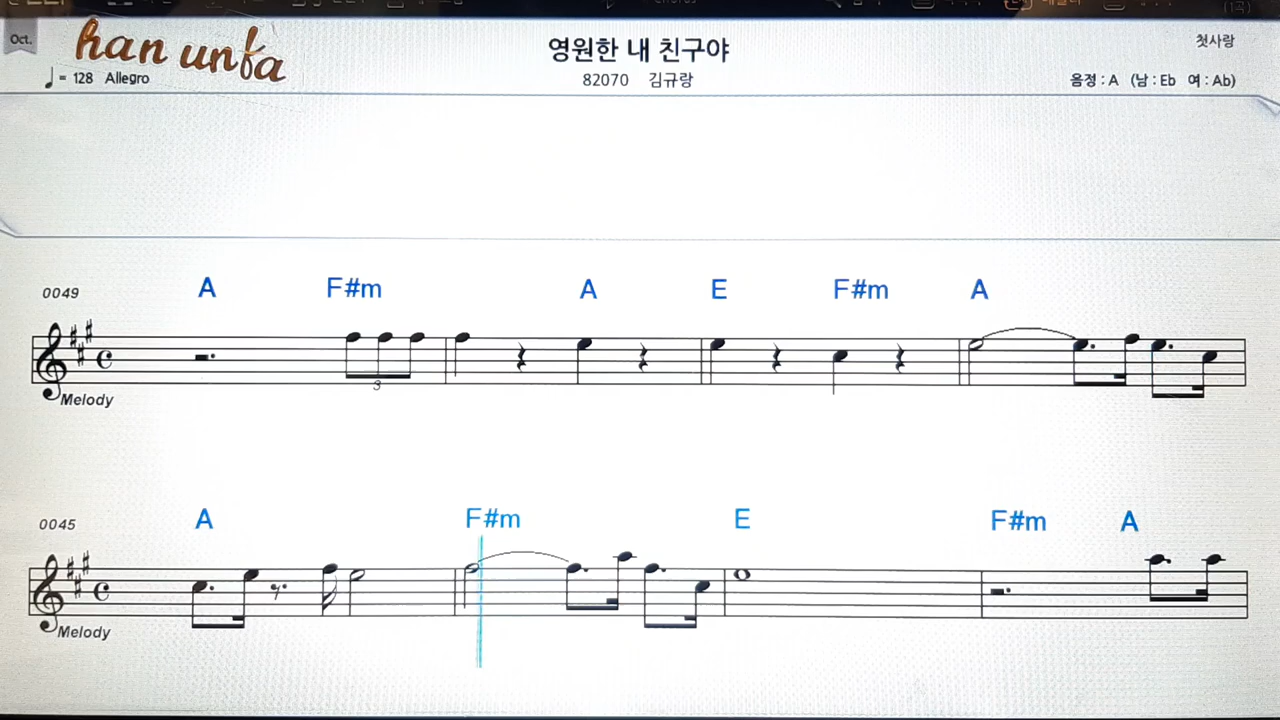 Oct.
han unfa
♩ = 128 Allegro
영원한 내 친구야
82070 김규랑
첫사랑
음정 : A (남 : Eb 여 : Ab)
A F#m A E F#m A
0049
3
Melody
A F#m E F#m A
0045
Melody